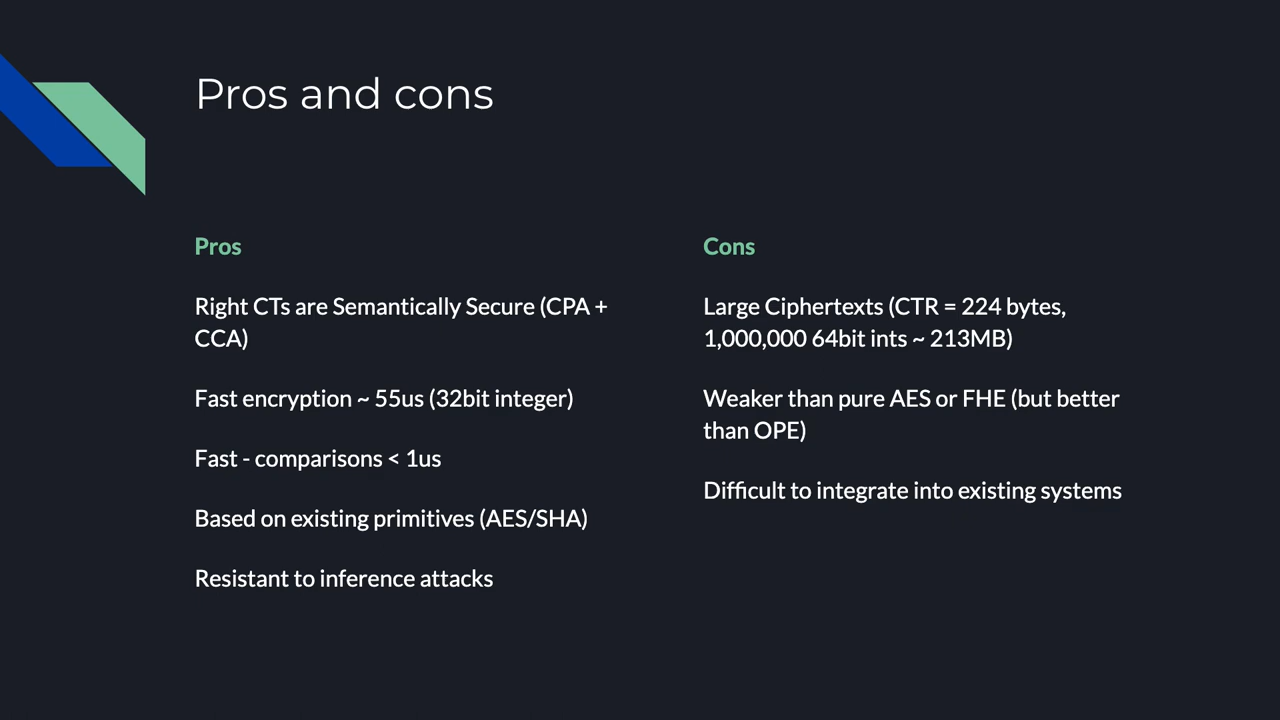 Pros and cons
Pros
Right CTs are Semantically Secure (CPA +
CCA)
Fast encryption ~ 55us (32bit integer)
Fast - comparisons < 1us
Based on existing primitives (AES/SHA)
Resistant to inference attacks
Cons
Large Ciphertexts (CTR = 224 bytes,
1,000,000 64bit ints ~ 213MB)
Weaker than pure AES or FHE (but better
than OPE)
Difficult to integrate into existing systems